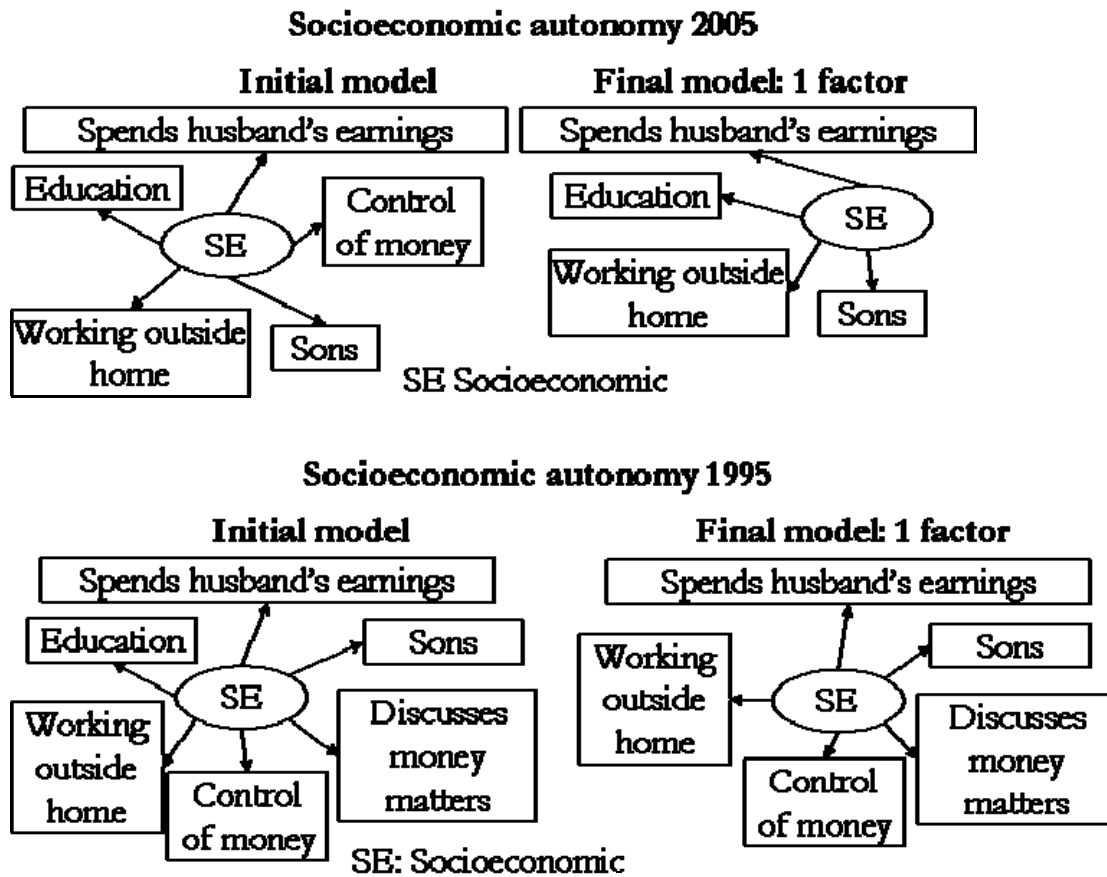 Socioeconomic autonomy 2005
Initial model
Spends husband's earnings
Education
SE
Control
of money
Working outside
home
Sons
Final model: 1 factor
Spends husband's earnings
Education
SE
Working outside
home
Sons
SE Socioeconomic
Socioeconomic autonomy 1995
Initial model
Spends husband's earnings
Education
Sons
SE
Working
outside
home
Control
of money
Discusses
money
matters
Final model: 1 factor
Spends husband's earnings
Working
outside
home
Sons
SE
Control
of money
Discusses
money
matters
SE: Socioeconomic